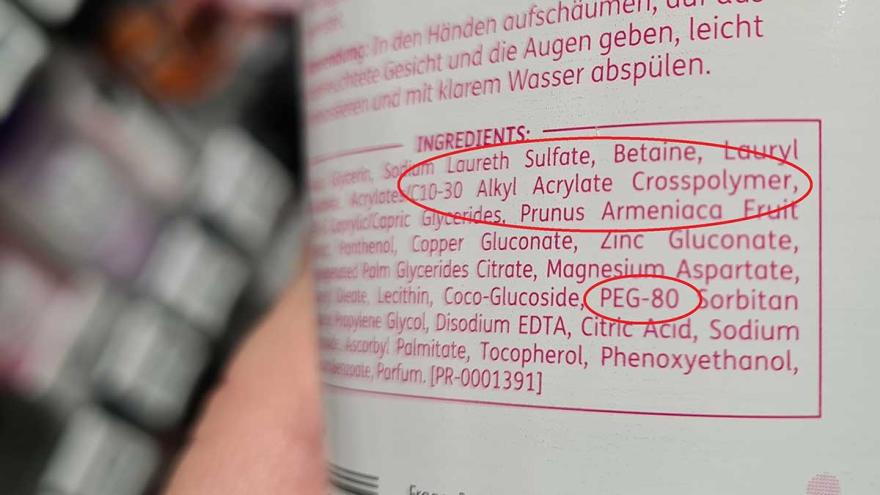 In den Händen aufschäumen, auf das
Gesicht und die Augen geben, leicht
und mit klarem Wasser abspülen.
INGREDIENTS:
Glycerin, Sodium Laureth Sulfate, Betaine, Lauryl
Acrylates/C10-30 Alkyl Acrylate Crosspolymer,
Caprylic/Capric Glycerides, Prunus Armeniaca Fruit
Panthenol, Copper Gluconate, Zinc Gluconate,
Palm Glycerides Citrate, Magnesium Aspartate,
Oleate, Lecithin, Coco-Glucoside, PEG-80 Sorbitan
Propylene Glycol, Disodium EDTA, Citric Acid, Sodium
Ascorbyl Palmitate, Tocopherol, Phenoxyethanol,
Parfum. [PR-0001391]